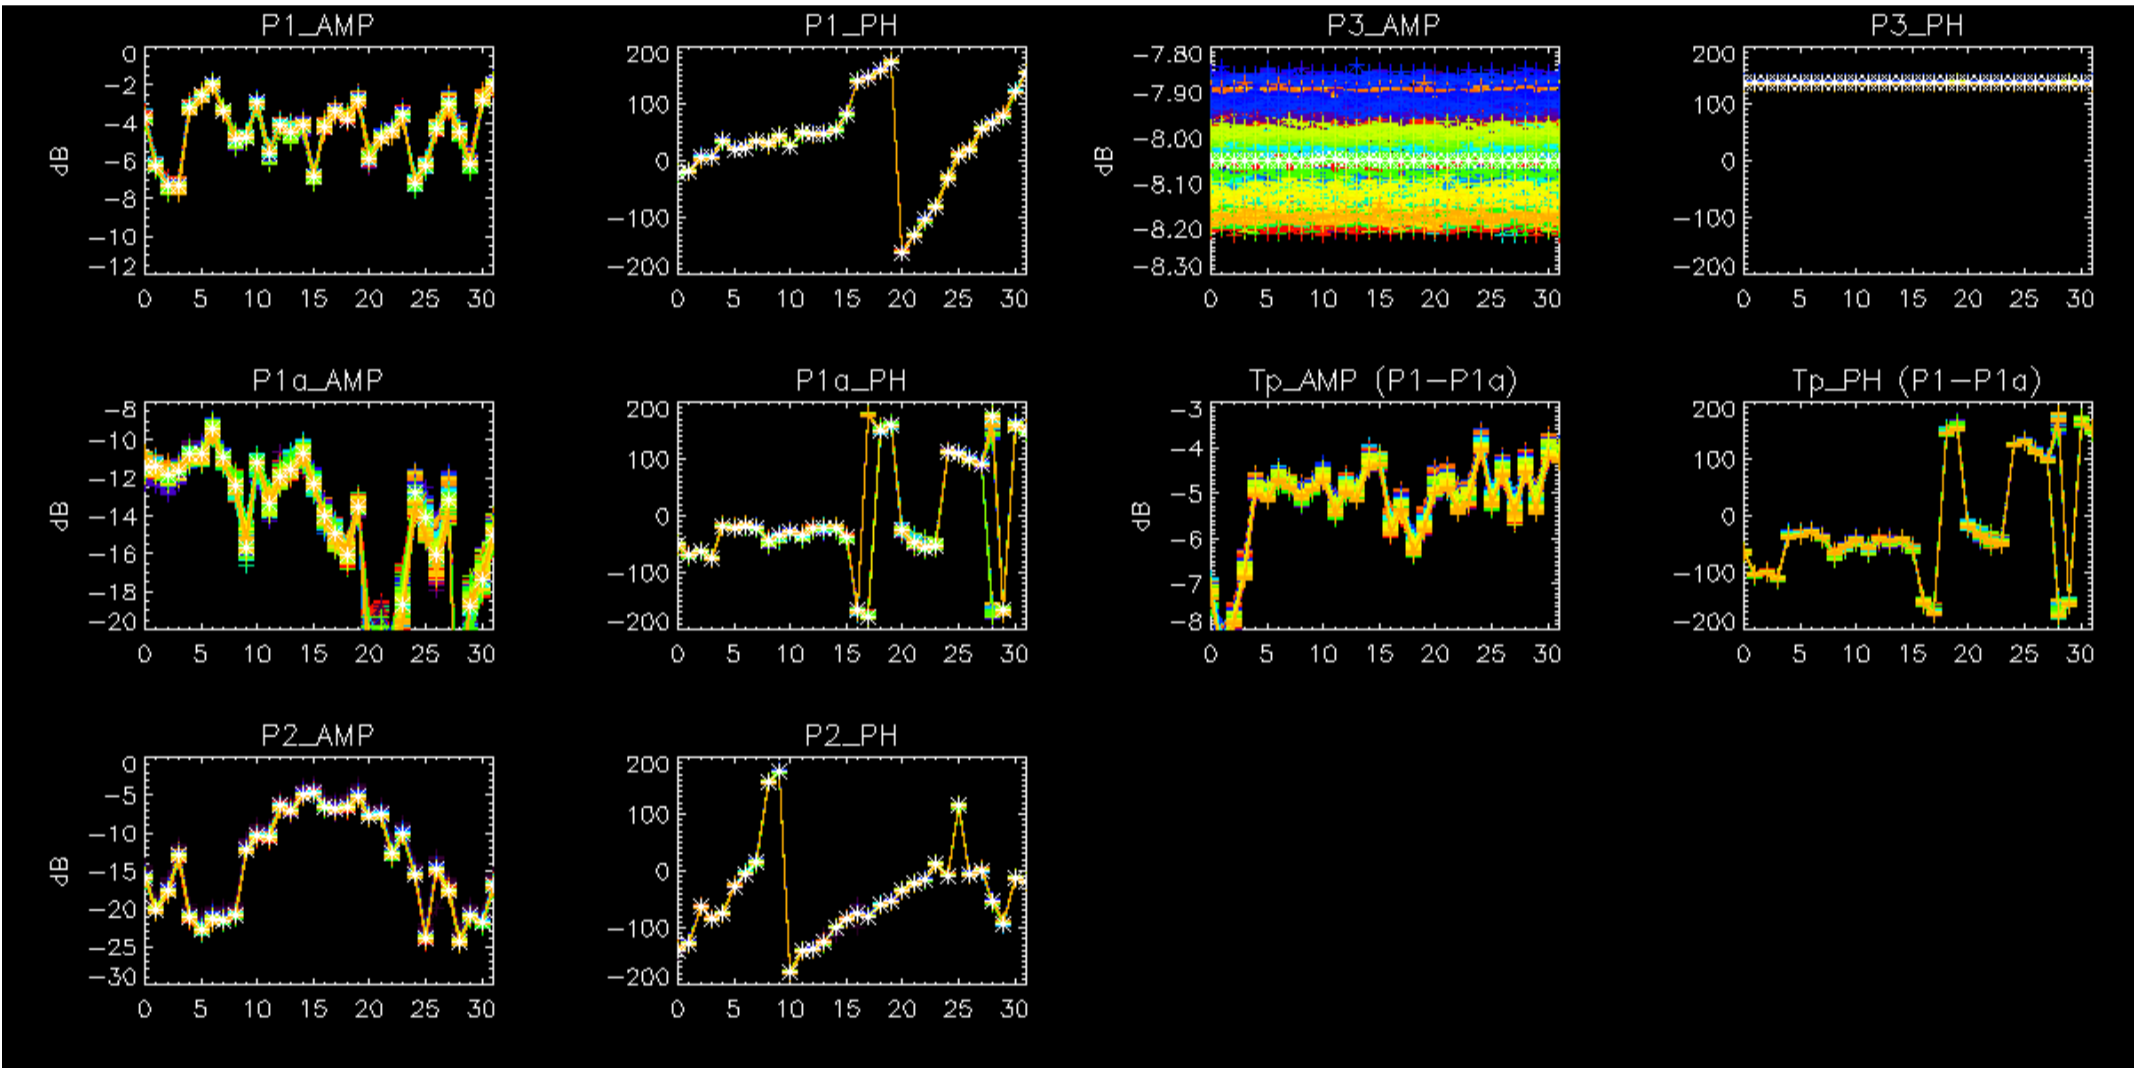 P1_AMP P1_PH P3_AMP P3_PH
0 200 -7.80 200
-2 100 -7.90 100
-4 0 -8.00 0
-6 -100 -8.10 -100
-8 -200 -8.20 -200
-10 -8.30
-12
dB dB
0 5 10 15 20 25 30 0 5 10 15 20 25 30 0 5 10 15 20 25 30 0 5 10 15 20 25 30
P1a_AMP P1a_PH Tp_AMP (P1-P1a) Tp_PH (P1-P1a)
-8 200 -3 200
-10 100 -4 100
-12 0 -5 0
-14 -100 -6 -100
-16 -200 -7 -200
-18 -8
-20
dB dB
0 5 10 15 20 25 30 0 5 10 15 20 25 30 0 5 10 15 20 25 30 0 5 10 15 20 25 30
P2_AMP P2_PH
0 200
-5 100
-10 0
-15 -100
-20 -200
-25
-30
dB
0 5 10 15 20 25 30 0 5 10 15 20 25 30